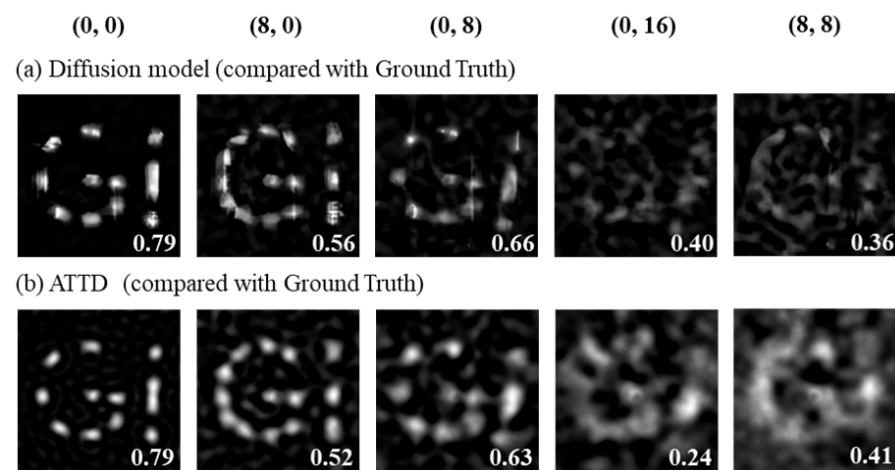 (0, 0) (8, 0) (0, 8) (0, 16) (8, 8)
(a) Diffusion model (compared with Ground Truth)
0.79 0.56 0.66 0.40 0.36
(b) ATTD (compared with Ground Truth)
0.79 0.52 0.63 0.24 0.41